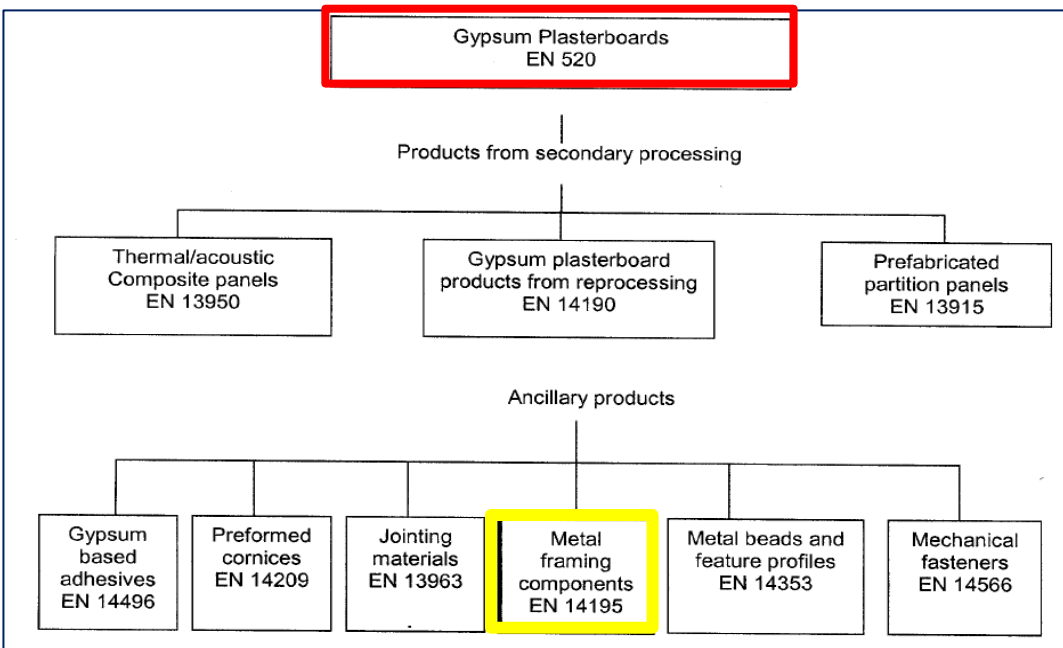 Gypsum Plasterboards
EN 520
Products from secondary processing
Thermal/acoustic
Composite panels
EN 13950
Gypsum plasterboard
products from reprocessing
EN 14190
Prefabricated
partition panels
EN 13915
Ancillary products
Gypsum
based
adhesives
EN 14496
Preformed
cornices
EN 14209
Jointing
materials
EN 13963
Metal
framing
components
EN 14195
Metal beads and
feature profiles
EN 14353
Mechanical
fasteners
EN 14566